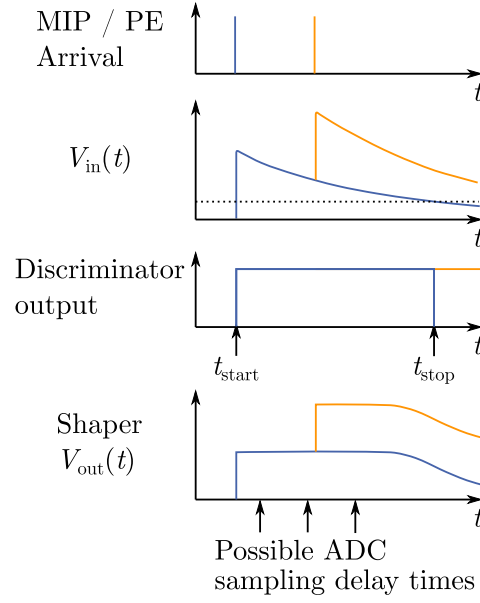 MIP / PE
Arrival
t
V_in(t)
t
Discriminator
output
t
t_start
t_stop
Shaper
V_out(t)
t
Possible ADC
sampling delay times